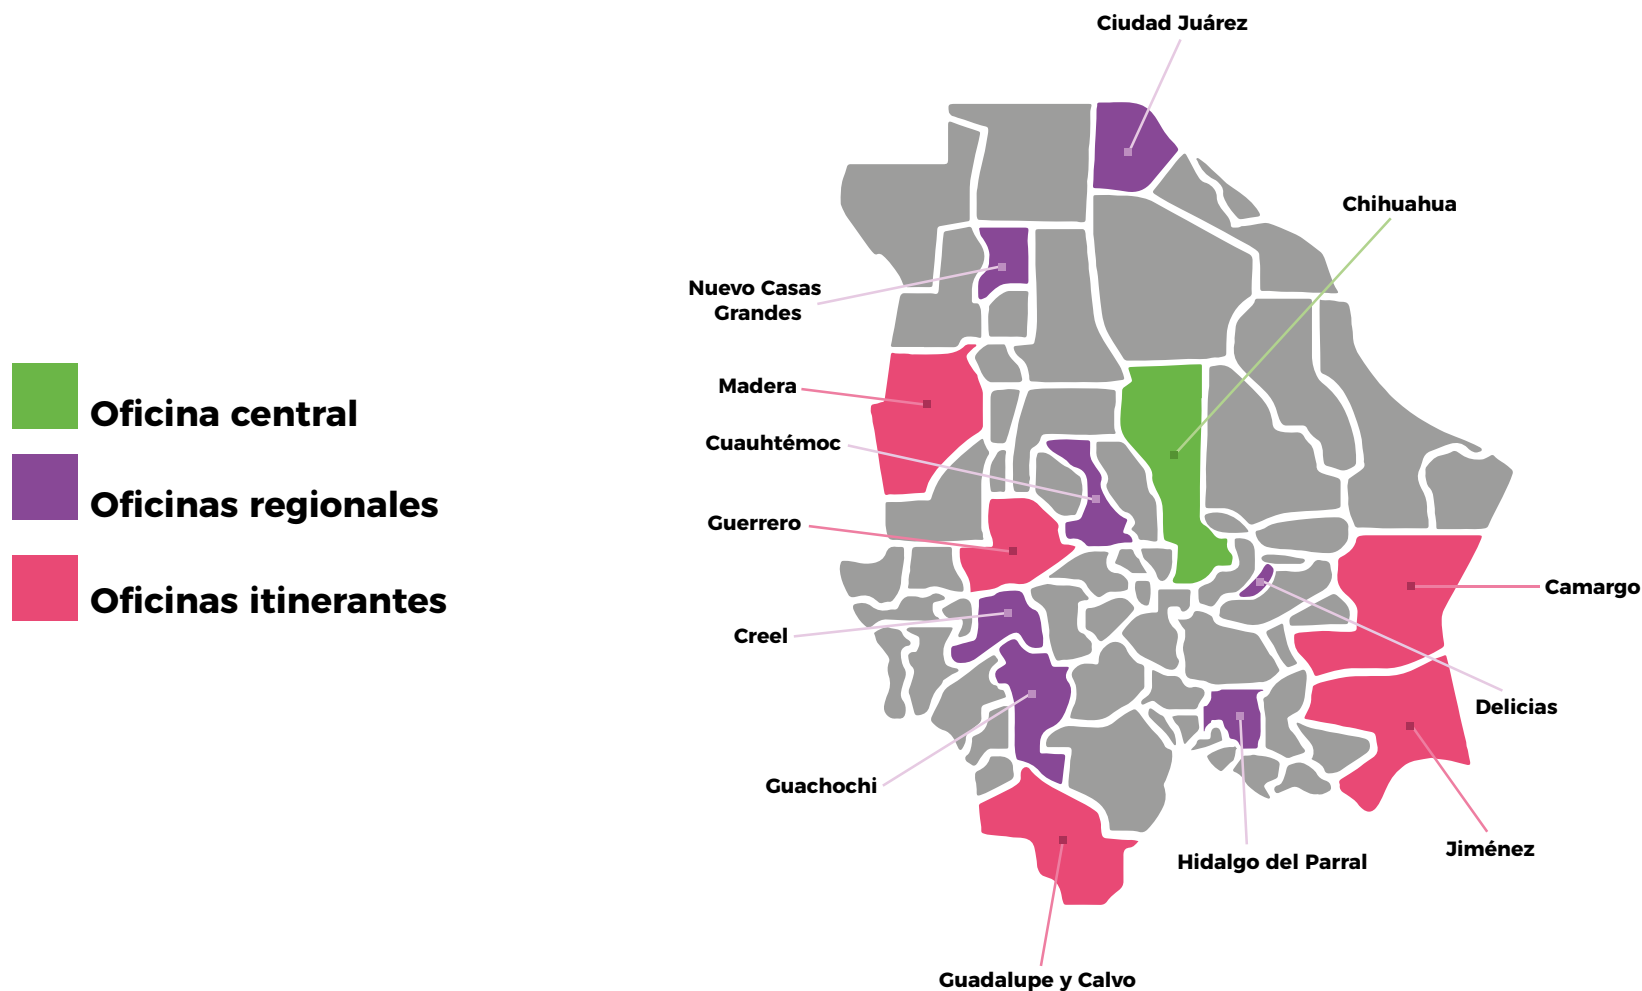 Ciudad Juárez
Chihuahua
Nuevo Casas
Grandes
Madera
Cuauhtémoc
Guerrero
Creel
Guachochi
Guadalupe y Calvo
Hidalgo del Parral
Jiménez
Delicias
Camargo
Oficina central
Oficinas regionales
Oficinas itinerantes